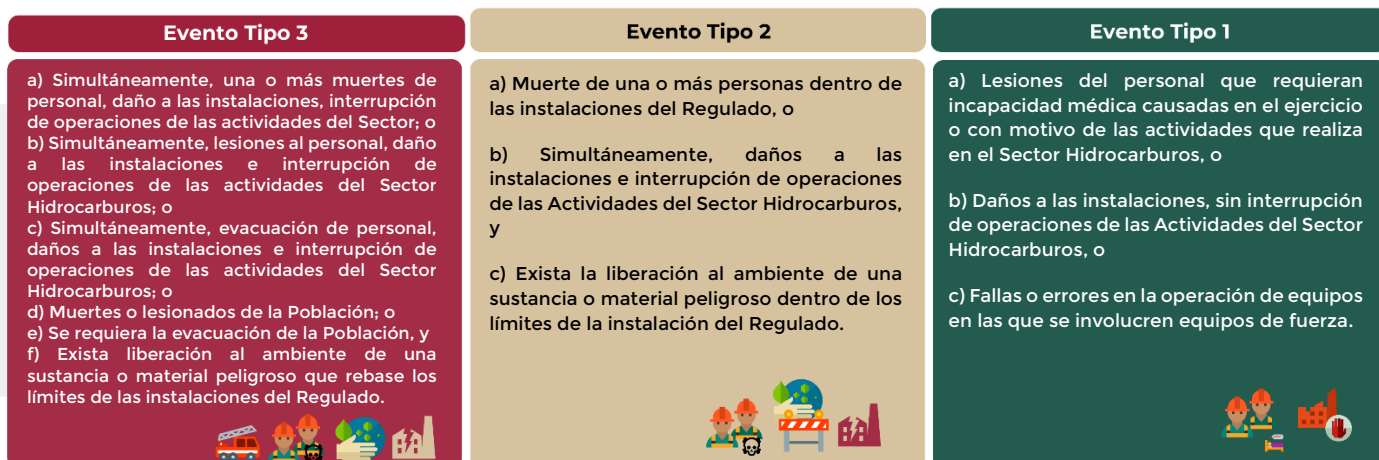 Evento Tipo 3
a) Simultáneamente, una o más muertes de
personal, daño a las instalaciones, interrupción
de operaciones de las actividades del Sector; o
b) Simultáneamente, lesiones al personal, daño
a las instalaciones e interrupción de
operaciones de las actividades del Sector
Hidrocarburos; o
c) Simultáneamente, evacuación de personal,
daños a las instalaciones e interrupción de
operaciones de las actividades del Sector
Hidrocarburos; o
d) Muertes o lesionados de la Población; o
e) Se requiera la evacuación de la Población, y
f) Exista liberación al ambiente de una
sustancia o material peligroso que rebase los
límites de las instalaciones del Regulado.
Evento Tipo 2
a) Muerte de una o más personas dentro de
las instalaciones del Regulado, o
b) Simultáneamente, daños a las
instalaciones e interrupción de operaciones
de las Actividades del Sector Hidrocarburos,
y
c) Exista la liberación al ambiente de una
sustancia o material peligroso dentro de los
límites de la instalación del Regulado.
Evento Tipo 1
a) Lesiones del personal que requieran
incapacidad médica causadas en el ejercicio
o con motivo de las actividades que realiza
en el Sector Hidrocarburos, o
b) Daños a las instalaciones, sin interrupción
de operaciones de las Actividades del Sector
Hidrocarburos, o
c) Fallas o errores en la operación de equipos
en las que se involucren equipos de fuerza.